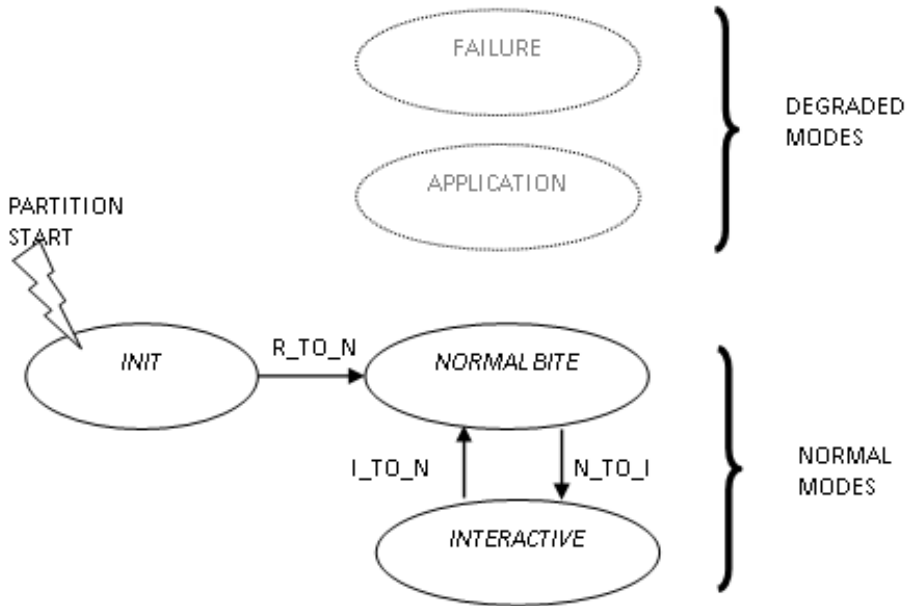 FAILURE
DEGRADED
MODES
APPLICATION
PARTITION
START
INIT
R_TO_N
NORMAL BITE
I_TO_N
N_TO_I
NORMAL
MODES
INTERACTIVE